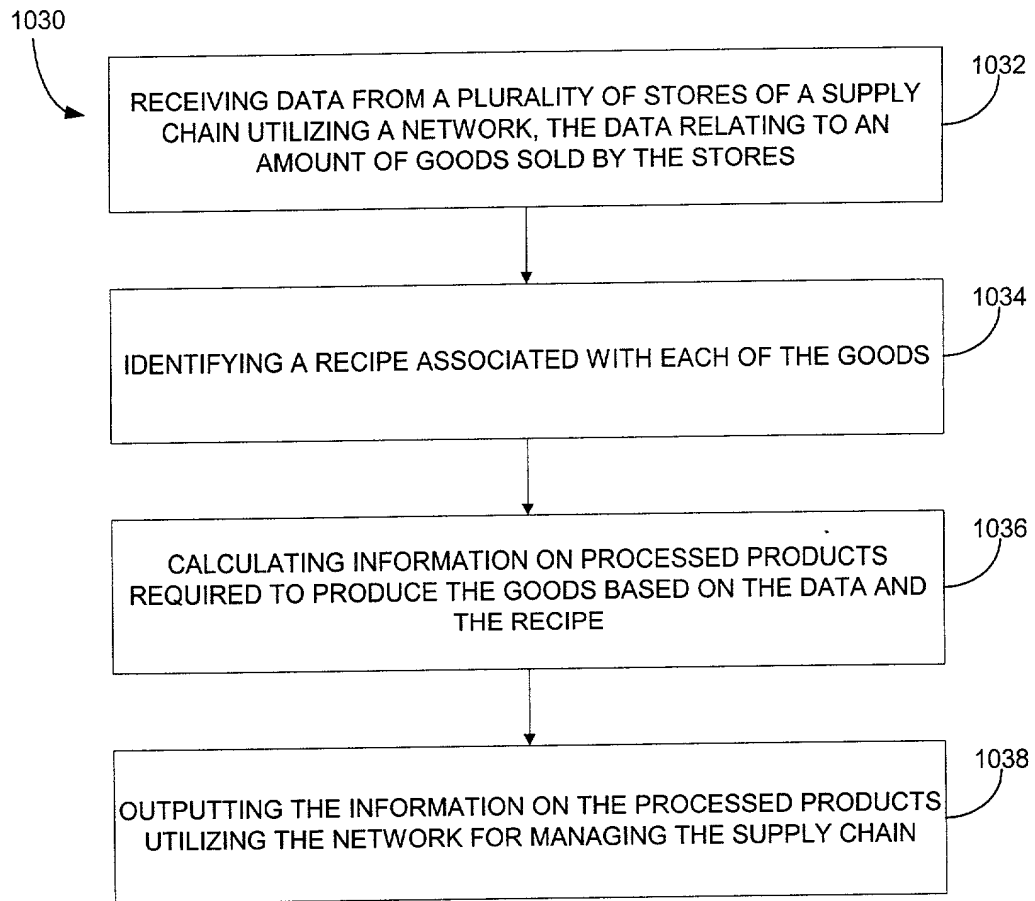 1030
1032
RECEIVING DATA FROM A PLURALITY OF STORES OF A SUPPLY
CHAIN UTILIZING A NETWORK, THE DATA RELATING TO AN
AMOUNT OF GOODS SOLD BY THE STORES
1034
IDENTIFYING A RECIPE ASSOCIATED WITH EACH OF THE GOODS
1036
CALCULATING INFORMATION ON PROCESSED PRODUCTS
REQUIRED TO PRODUCE THE GOODS BASED ON THE DATA AND
THE RECIPE
1038
OUTPUTTING THE INFORMATION ON THE PROCESSED PRODUCTS
UTILIZING THE NETWORK FOR MANAGING THE SUPPLY CHAIN